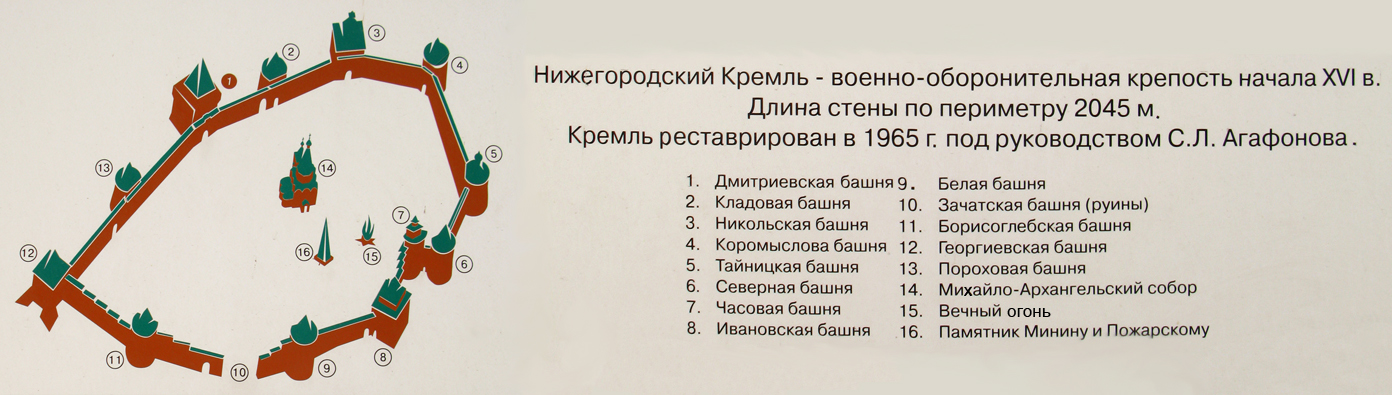 Нижегородский Кремль - военно-оборонительная крепость начала XVI в.
Длина стены по периметру 2045 м.
Кремль реставрирован в 1965 г. под руководством С.Л. Агафонова.
1. Дмитриевская башня
2. Кладовая башня
3. Никольская башня
4. Коромыслова башня
5. Тайницкая башня
6. Северная башня
7. Часовая башня
8. Ивановская башня
9. Белая башня
10. Зачатская башня (руины)
11. Борисоглебская башня
12. Георгиевская башня
13. Пороховая башня
14. Михайло-Архангельский собор
15. Вечный огонь
16. Памятник Минину и Пожарскому
3
2
4
1
5
13
14
7
12
16
15
6
11
10
9
8